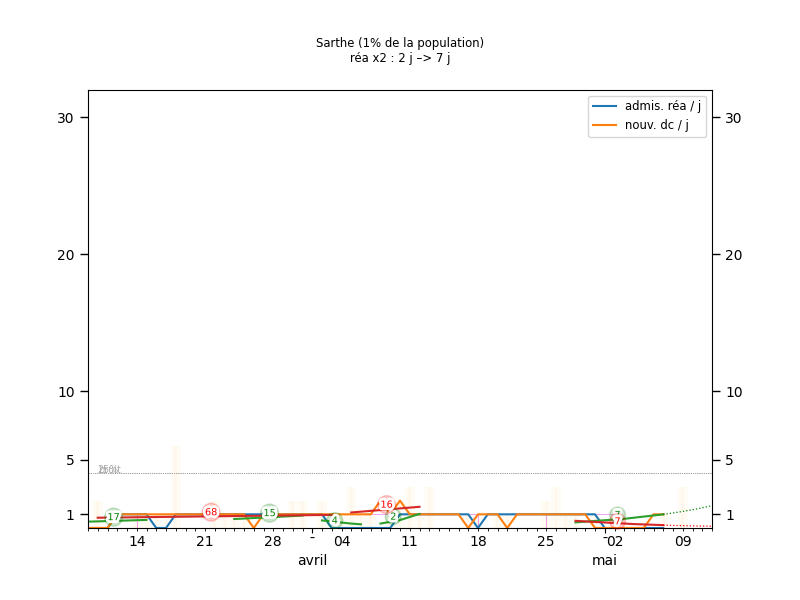 Sarthe (1% de la population)
réa x2 : 2 j –> 7 j
admis. réa / j
nouv. dc / j
30 30
20 20
10 10
5 5
1 1
17 68 15 4 16 2 7
14 21 28 - 04 11 18 25 - 02 09
avril mai